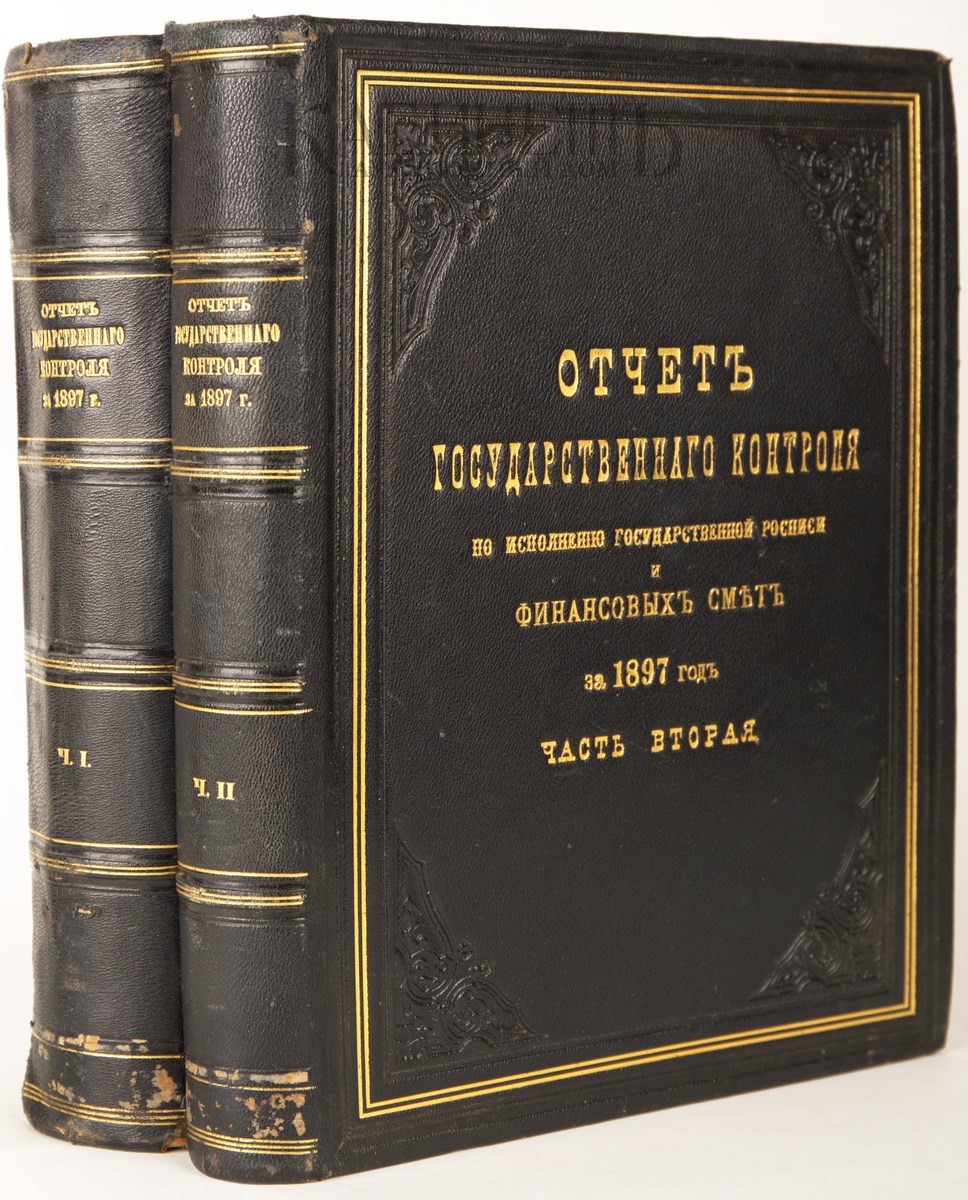 ОТЧЕТЪ
ГОСУДАРСТВЕННАГО
КОНТРОЛЯ
за 1897 г.
Ч. I.
ОТЧЕТЪ
ГОСУДАРСТВЕННАГО
КОНТРОЛЯ
за 1897 г.
Ч. II
ОТЧЕТЪ
ГОСУДАРСТВЕННАГО КОНТРОЛЯ
ПО ИСПОЛНЕНІЮ ГОСУДАРСТВЕННОЙ РОСПИСИ
И
ФИНАНСОВЫХЪ СМѢТЪ
за 1897 годъ
ЧАСТЬ ВТОРАЯ